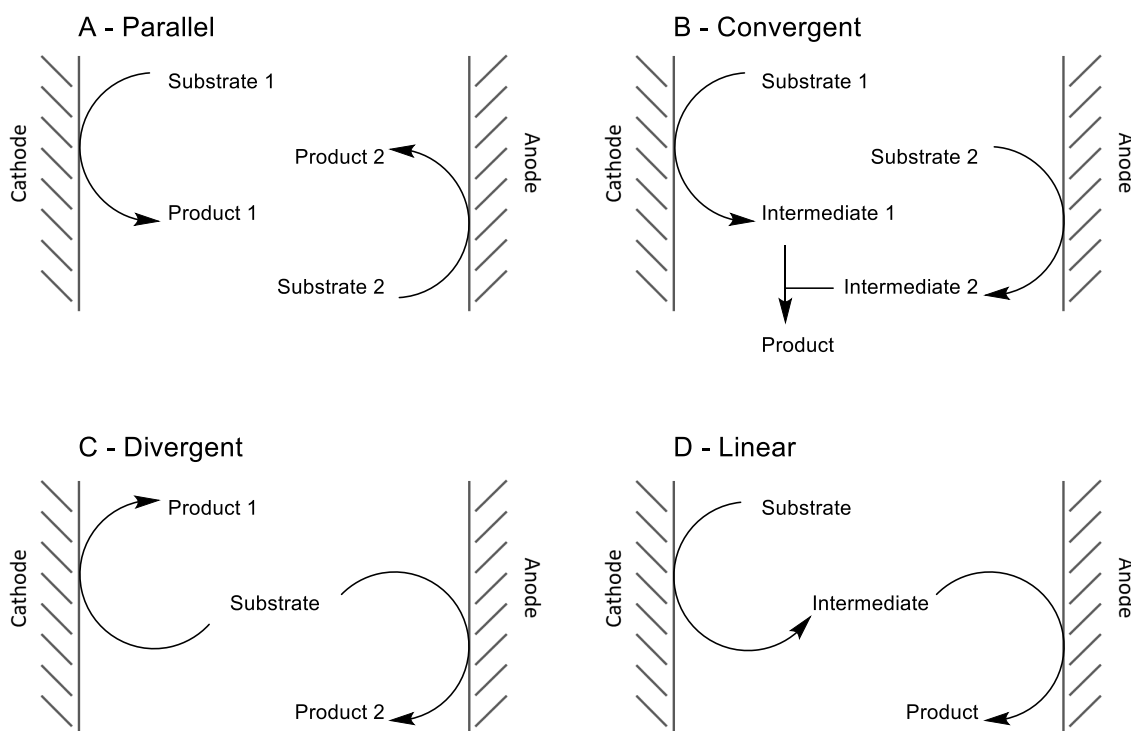 A - Parallel
Cathode
Substrate 1
Product 2
Product 1
Substrate 2
Anode
B - Convergent
Cathode
Substrate 1
Substrate 2
Intermediate 1
Intermediate 2
Product
Anode
C - Divergent
Cathode
Product 1
Substrate
Product 2
Anode
D - Linear
Cathode
Substrate
Intermediate
Product
Anode